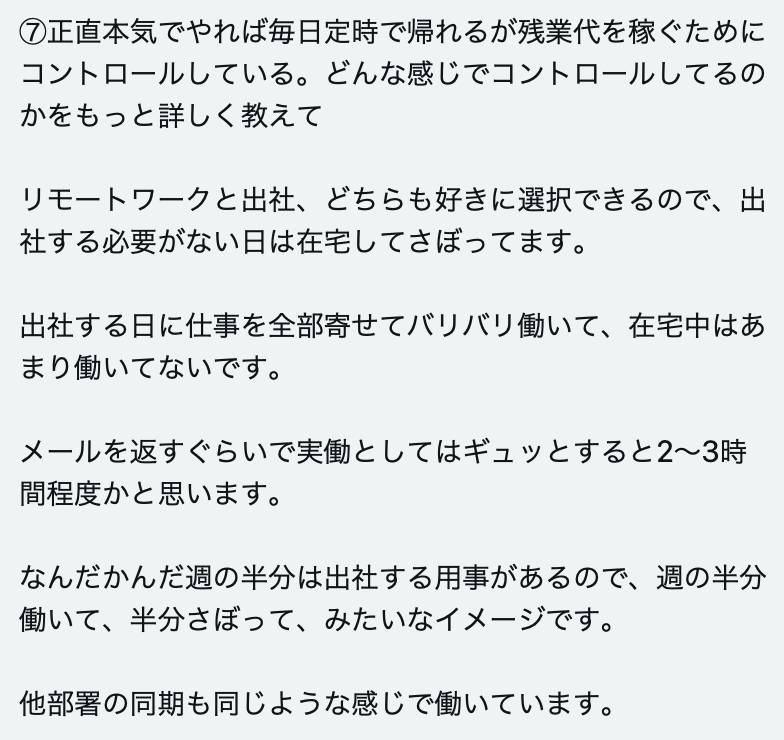 ⑦正直本気でやれば毎日定時で帰れるが残業代を稼ぐために
コントロールしている。どんな感じでコントロールしてるの
かをもっと詳しく教えて
リモートワークと出社、どちらも好きに選択できるので、出
社する必要がない日は在宅してさぼってます。
出社する日に仕事を全部寄せてバリバリ働いて、在宅中はあ
まり働いてないです。
メールを返すぐらいで実働としてはギュッとすると2〜3時
間程度かと思います。
なんだかんだ週の半分は出社する用事があるので、週の半分
働いて、半分さぼって、みたいなイメージです。
他部署の同期も同じような感じで働いています。